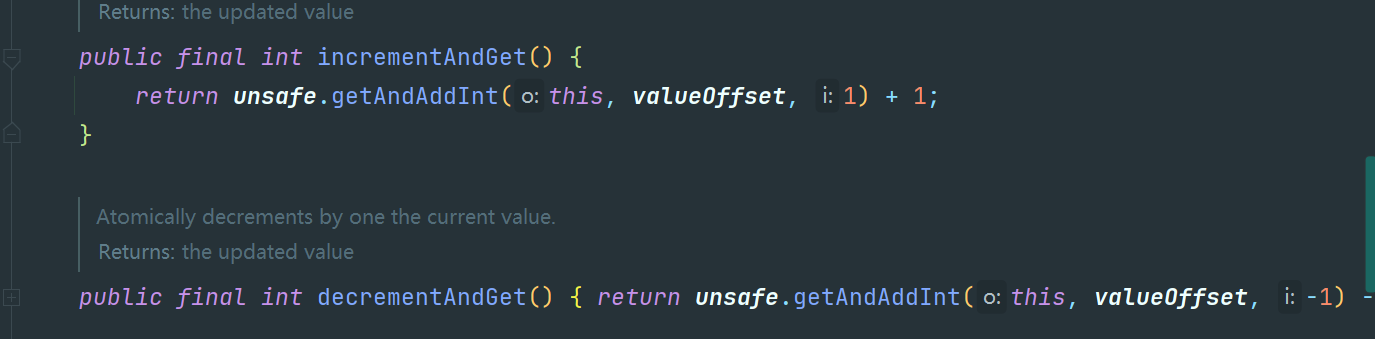 Returns: the updated value
public final int incrementAndGet() {
return unsafe.getAndAddInt( o: this, valueOffset, i: 1) + 1;
}
Atomically decrements by one the current value.
Returns: the updated value
public final int decrementAndGet() { return unsafe.getAndAddInt( o: this, valueOffset, i: -1) -